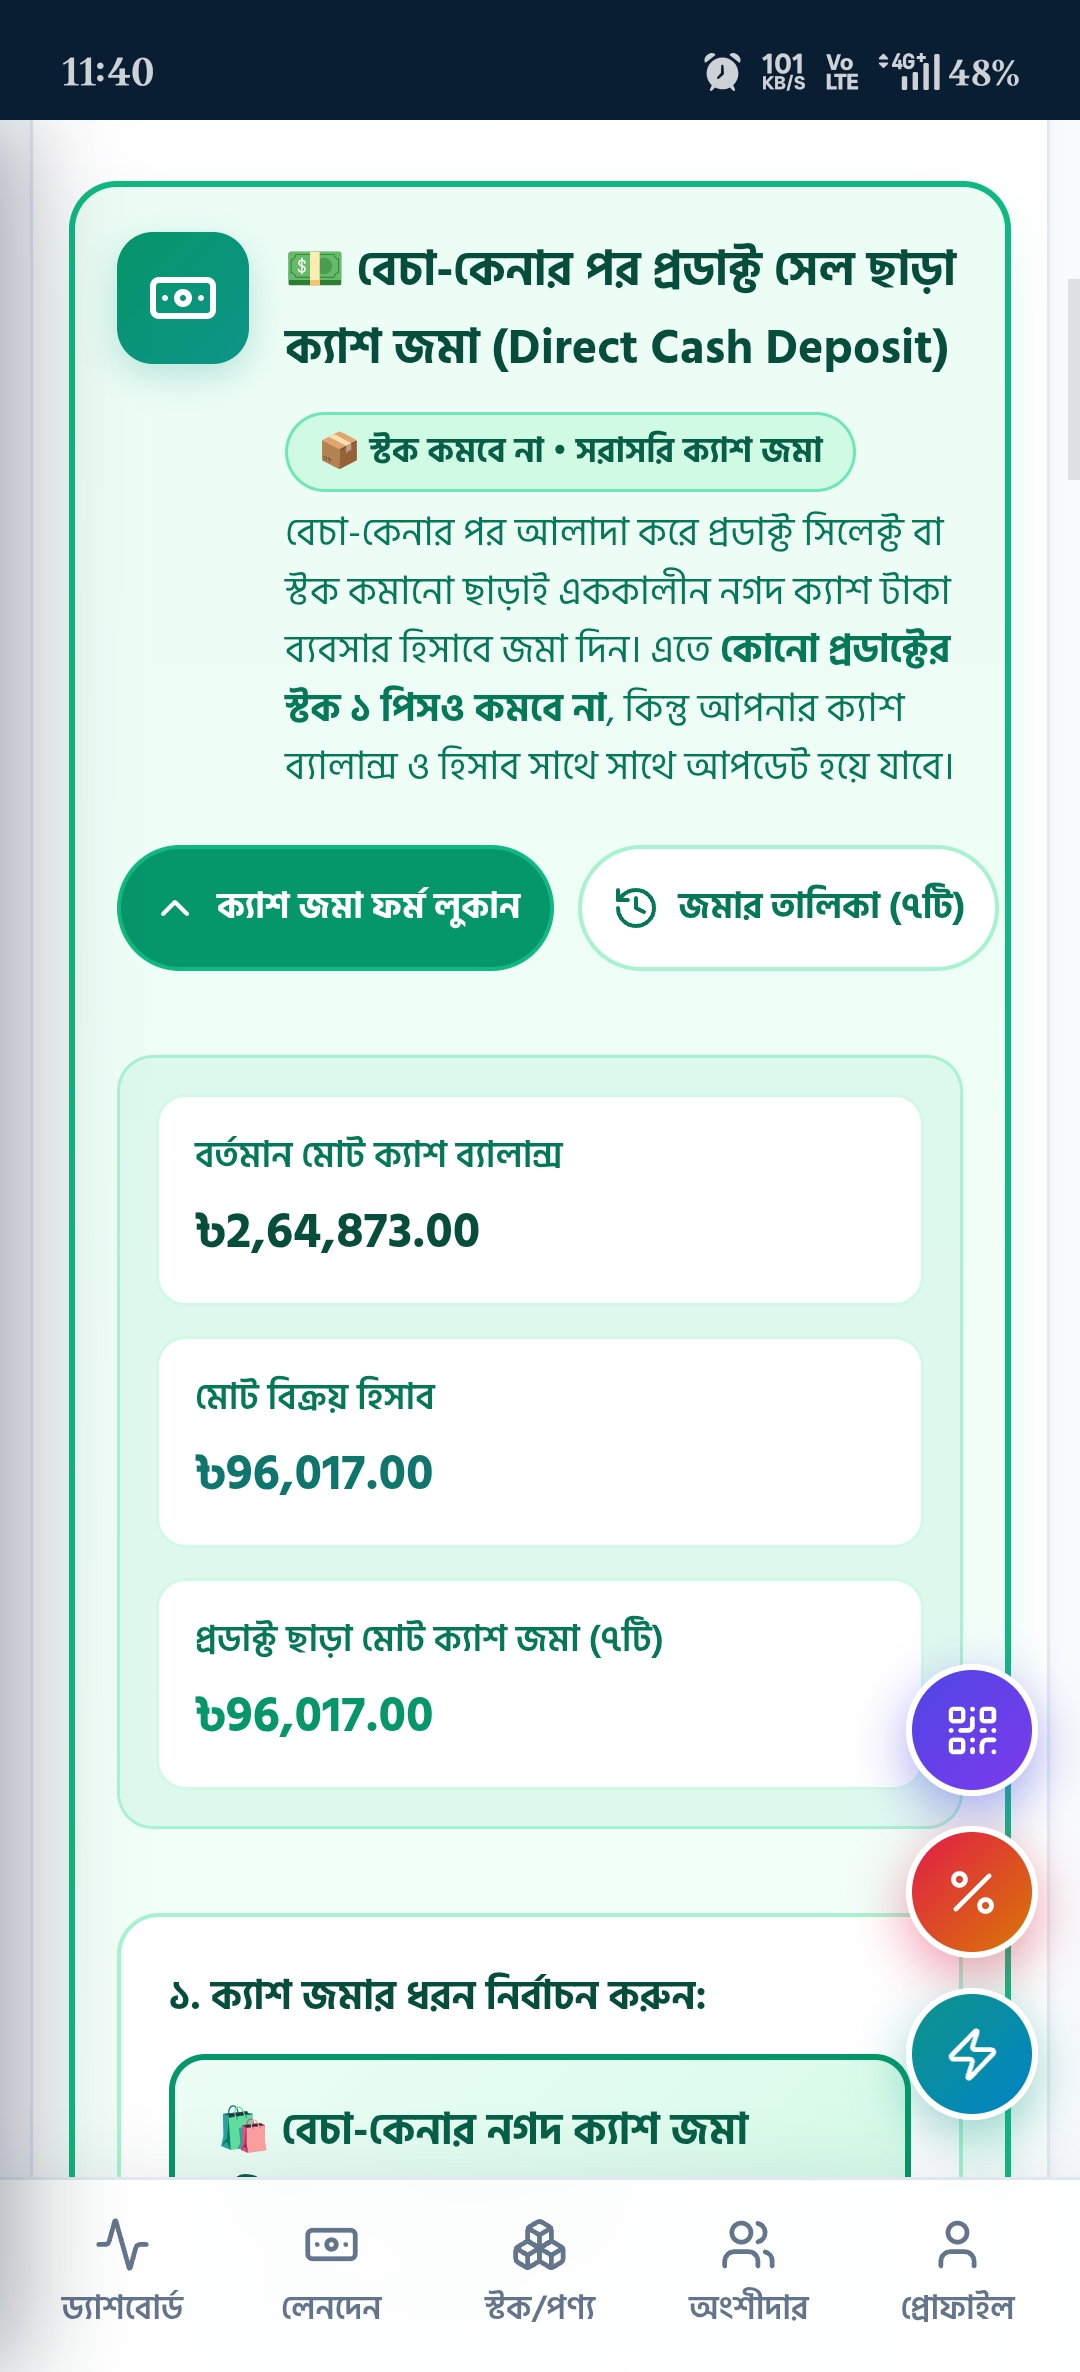 11:40
101 KB/S Vo LTE 4G+ 48%
💵 বেচা-কেনার পর প্রডাক্ট সেল ছাড়া
ক্যাশ জমা (Direct Cash Deposit)
📦 স্টক কমবে না • সরাসরি ক্যাশ জমা
বেচা-কেনার পর আলাদা করে প্রডাক্ট সিলেক্ট বা
স্টক কমানো ছাড়াই এককালীন নগদ ক্যাশ টাকা
ব্যবসার হিসাবে জমা দিন। এতে কোনো প্রডাক্টের
স্টক ১ পিসও কমবে না, কিন্তু আপনার ক্যাশ
ব্যালান্স ও হিসাব সাথে সাথে আপডেট হয়ে যাবে।
ক্যাশ জমা ফর্ম লুকান
জমার তালিকা (৭টি)
বর্তমান মোট ক্যাশ ব্যালান্স
৳2,64,873.00
মোট বিক্রয় হিসাব
৳96,017.00
প্রডাক্ট ছাড়া মোট ক্যাশ জমা (৭টি)
৳96,017.00
১. ক্যাশ জমার ধরন নির্বাচন করুন:
🛍️ বেচা-কেনার নগদ ক্যাশ জমা
ড্যাশবোর্ড
লেনদেন
স্টক/পণ্য
অংশীদার
প্রোফাইল